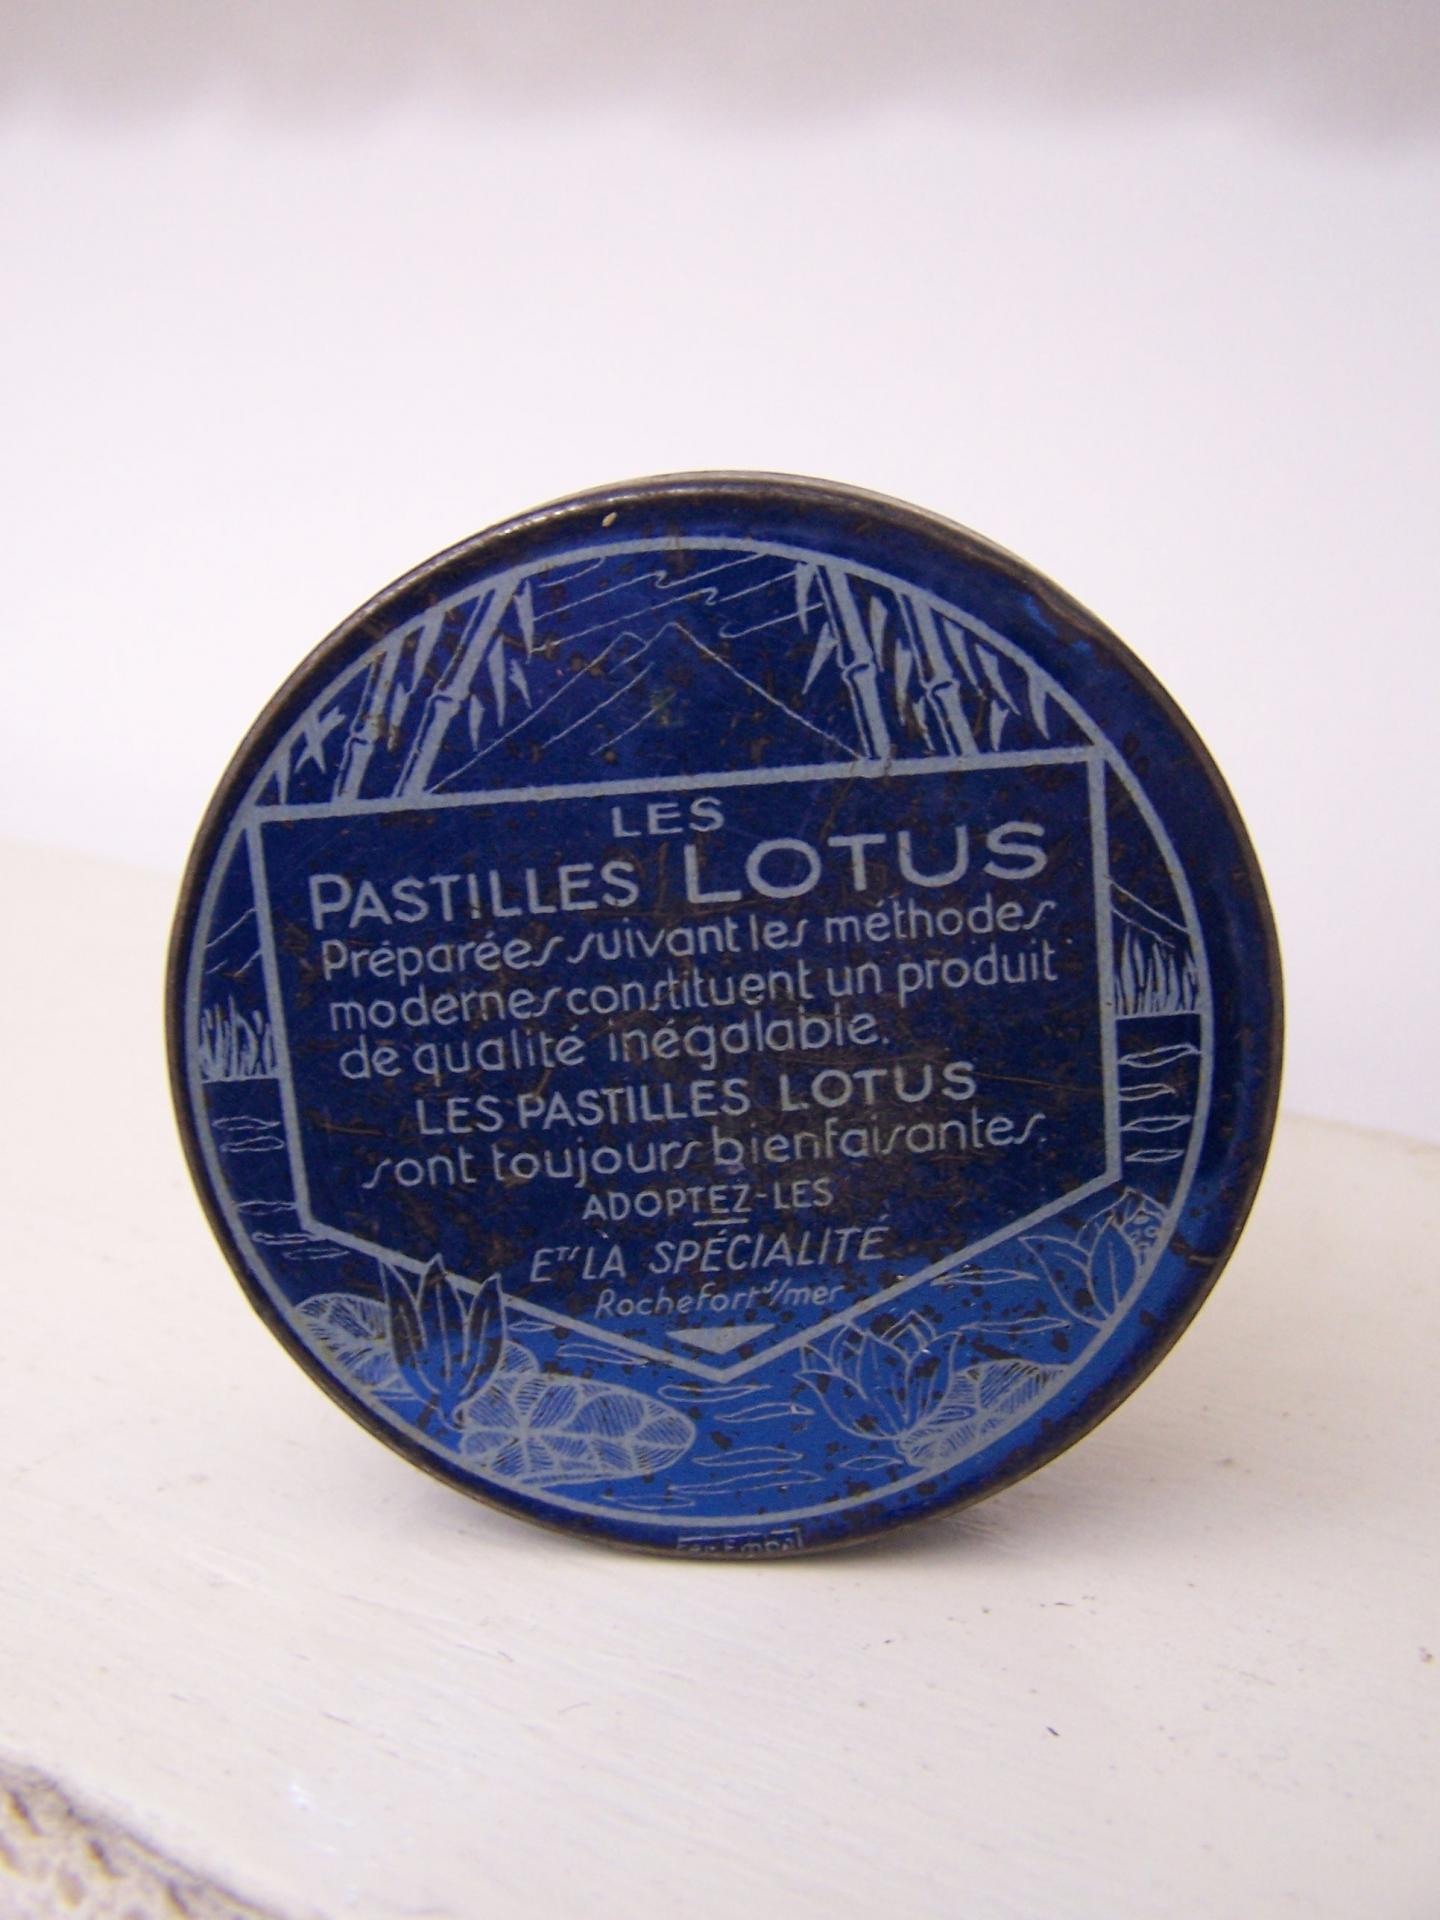 LES
PASTILLES LOTUS
Préparées suivant les méthodes
modernes constituent un produit
de qualité inégalable.
LES PASTILLES LOTUS
sont toujours bienfaisantes.
ADOPTEZ-LES
Ets LA SPÉCIALITÉ
Rochefort s/mer